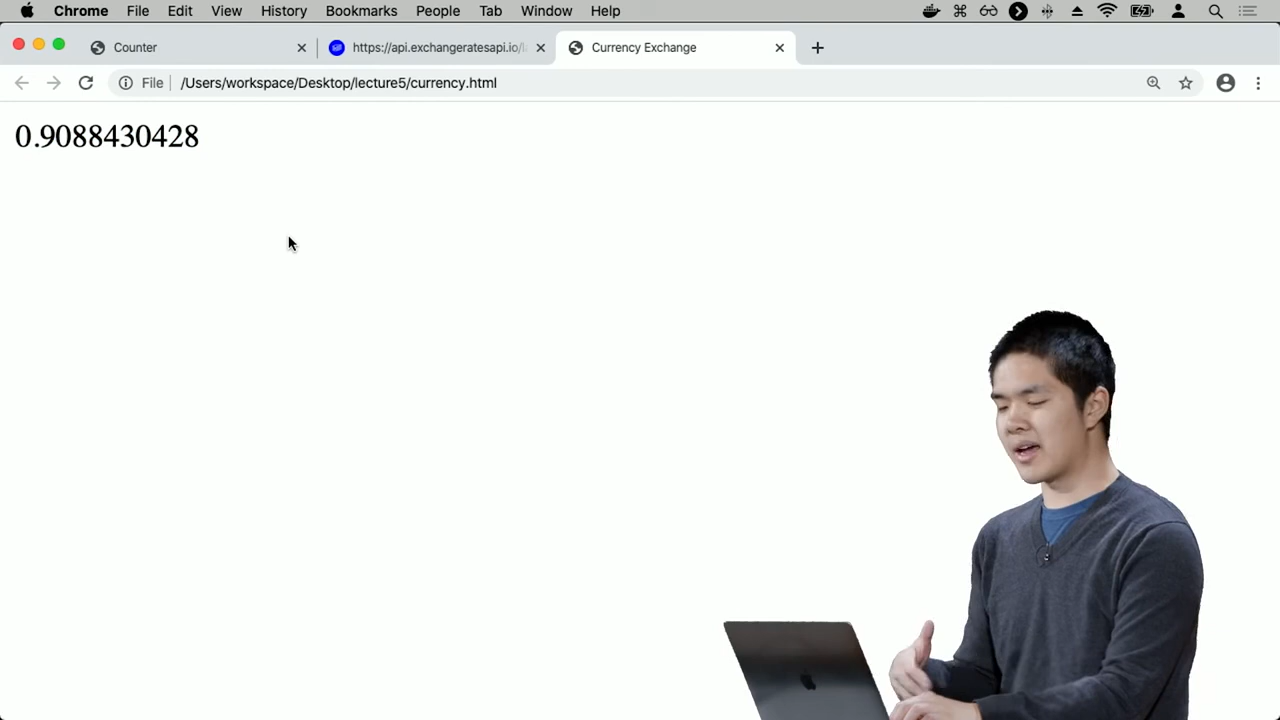 Chrome File Edit View History Bookmarks People Tab Window Help
Counter https://api.exchangeratesapi.io/l Currency Exchange
File /Users/workspace/Desktop/lecture5/currency.html
0.9088430428